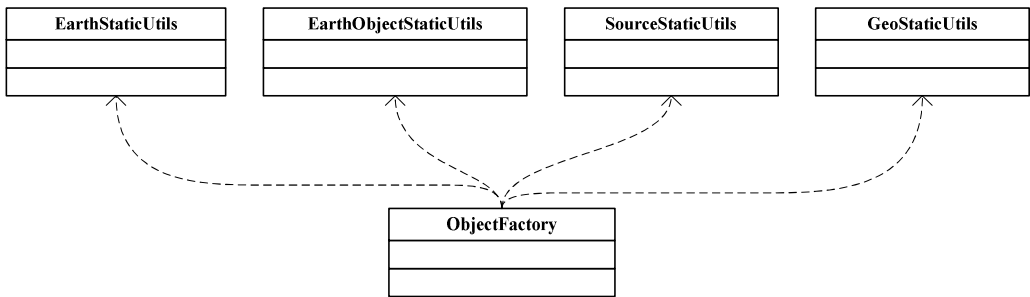 EarthStaticUtils
EarthObjectStaticUtils
SourceStaticUtils
GeoStaticUtils
ObjectFactory